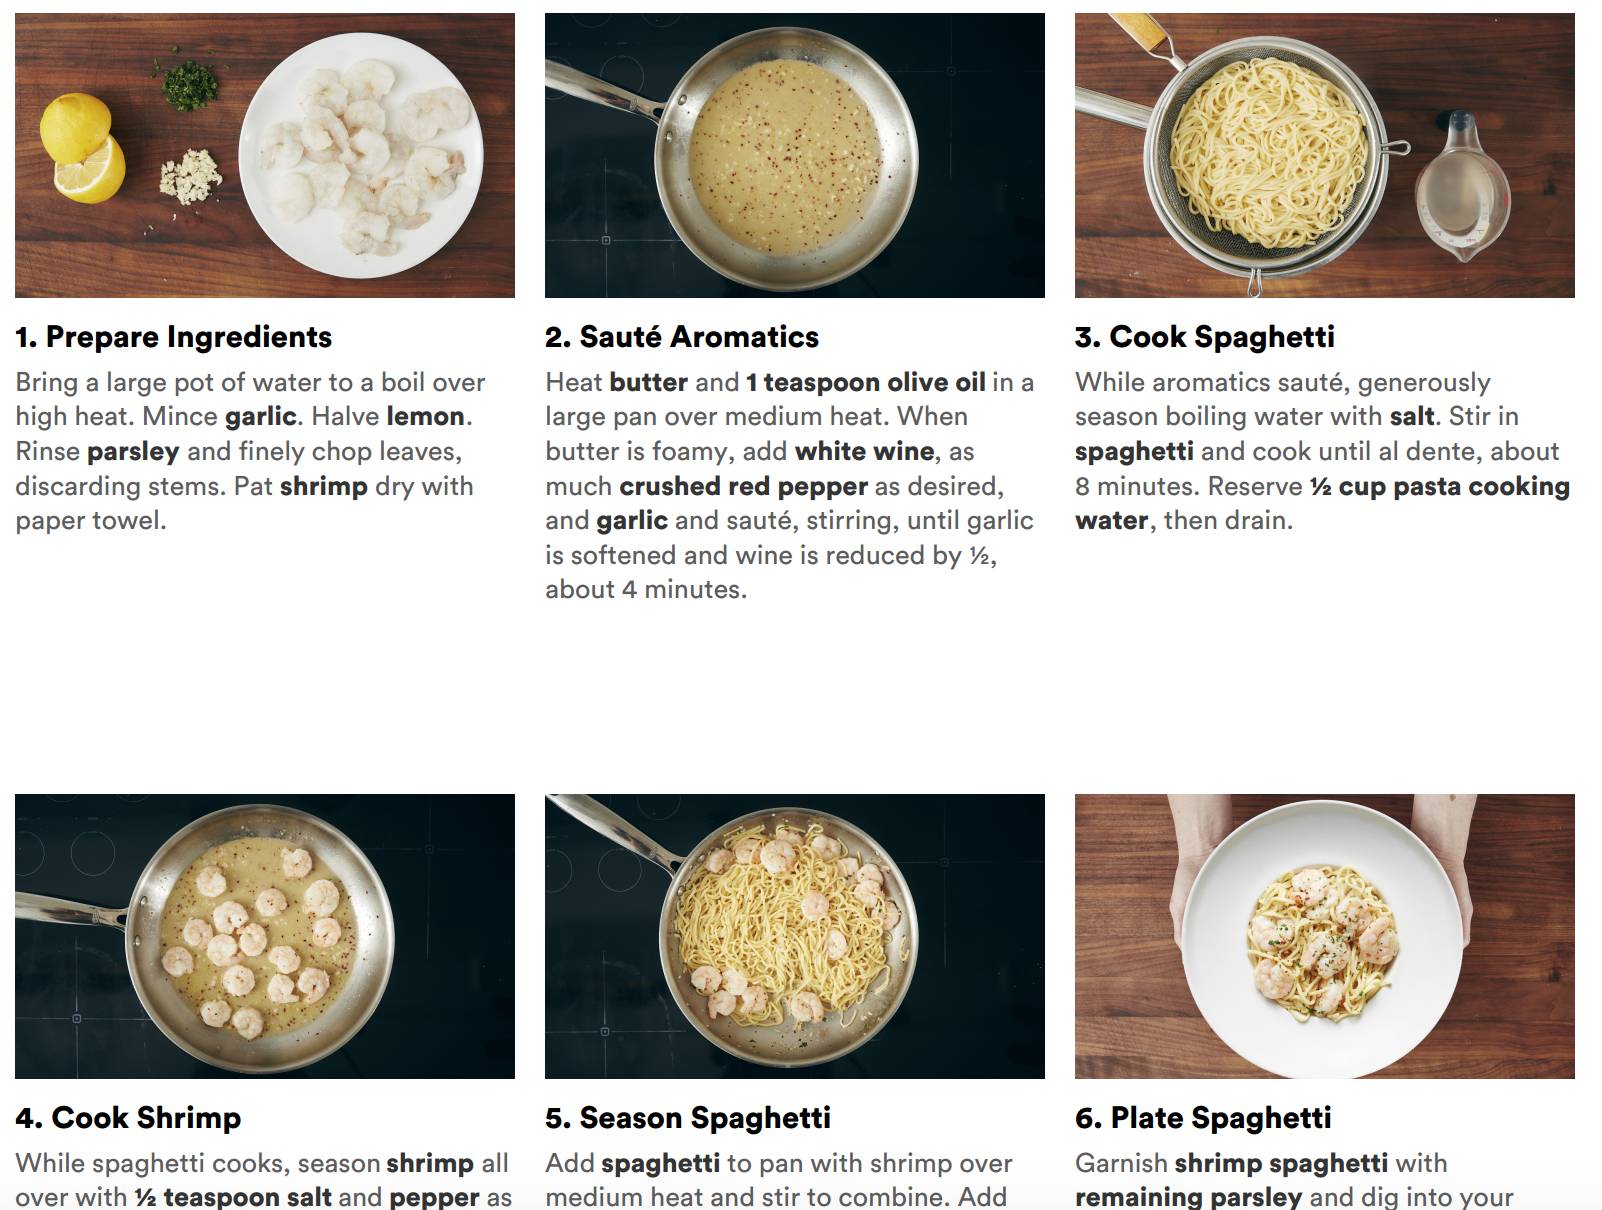 1. Prepare Ingredients
Bring a large pot of water to a boil over
high heat. Mince garlic. Halve lemon.
Rinse parsley and finely chop leaves,
discarding stems. Pat shrimp dry with
paper towel.
2. Sauté Aromatics
Heat butter and 1 teaspoon olive oil in a
large pan over medium heat. When
butter is foamy, add white wine, as
much crushed red pepper as desired,
and garlic and sauté, stirring, until garlic
is softened and wine is reduced by ½,
about 4 minutes.
3. Cook Spaghetti
While aromatics sauté, generously
season boiling water with salt. Stir in
spaghetti and cook until al dente, about
8 minutes. Reserve ½ cup pasta cooking
water, then drain.
4. Cook Shrimp
While spaghetti cooks, season shrimp all
over with ½ teaspoon salt and pepper as
5. Season Spaghetti
Add spaghetti to pan with shrimp over
medium heat and stir to combine. Add
6. Plate Spaghetti
Garnish shrimp spaghetti with
remaining parsley and dig into your